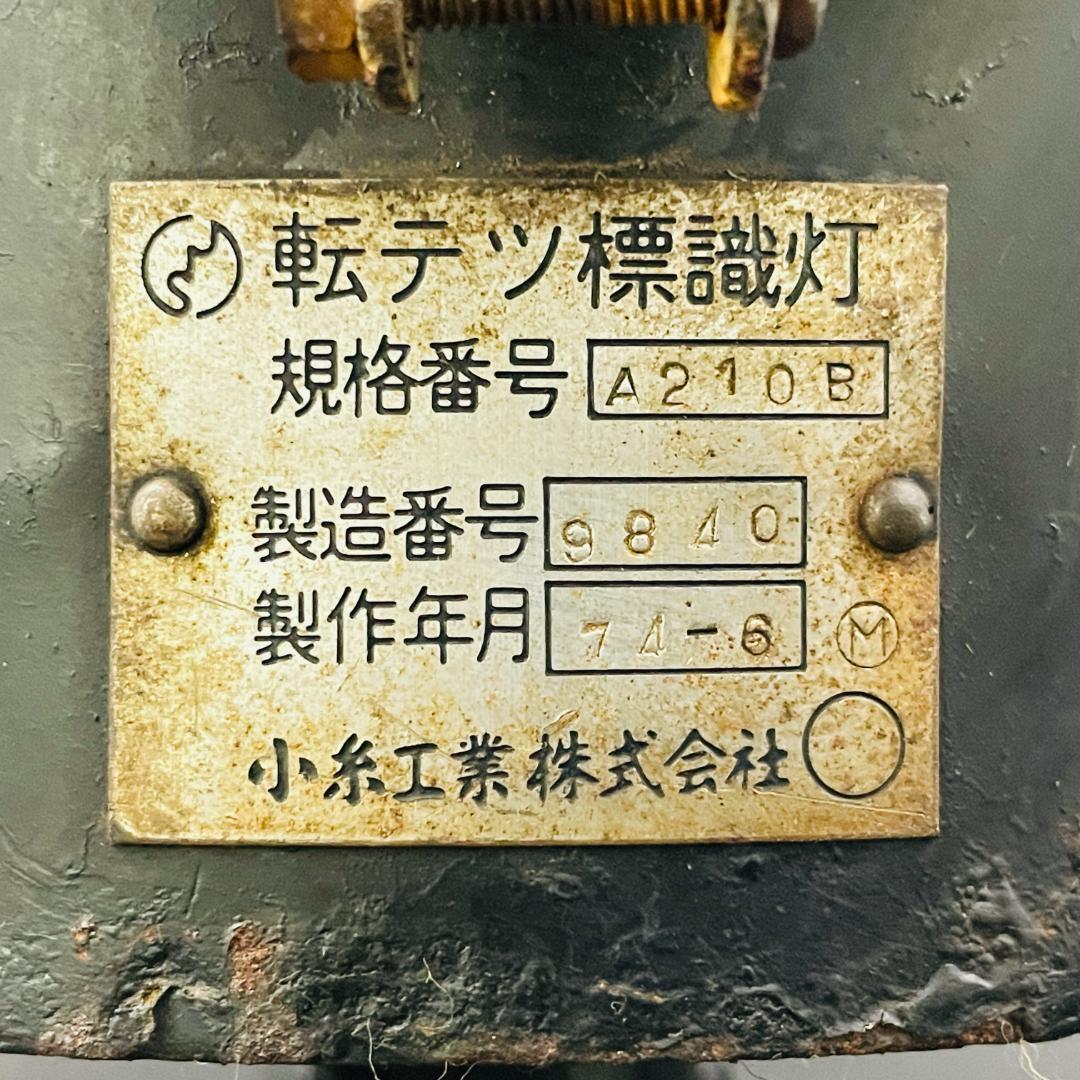 転テツ標識灯
規格番号 A210B
製造番号 9840
製作年月 74-6 Ⓜ
小糸工業株式会社